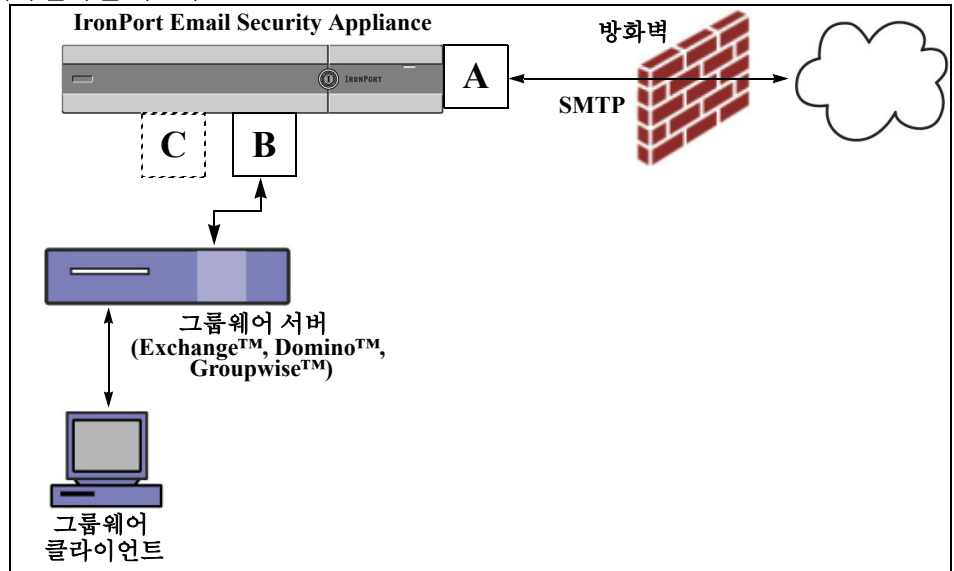 IronPort Email Security Appliance
방화벽
IRONPORT
A
SMTP
C
B
그룹웨어 서버
(Exchange™, Domino™,
Groupwise™)
그룹웨어
클라이언트